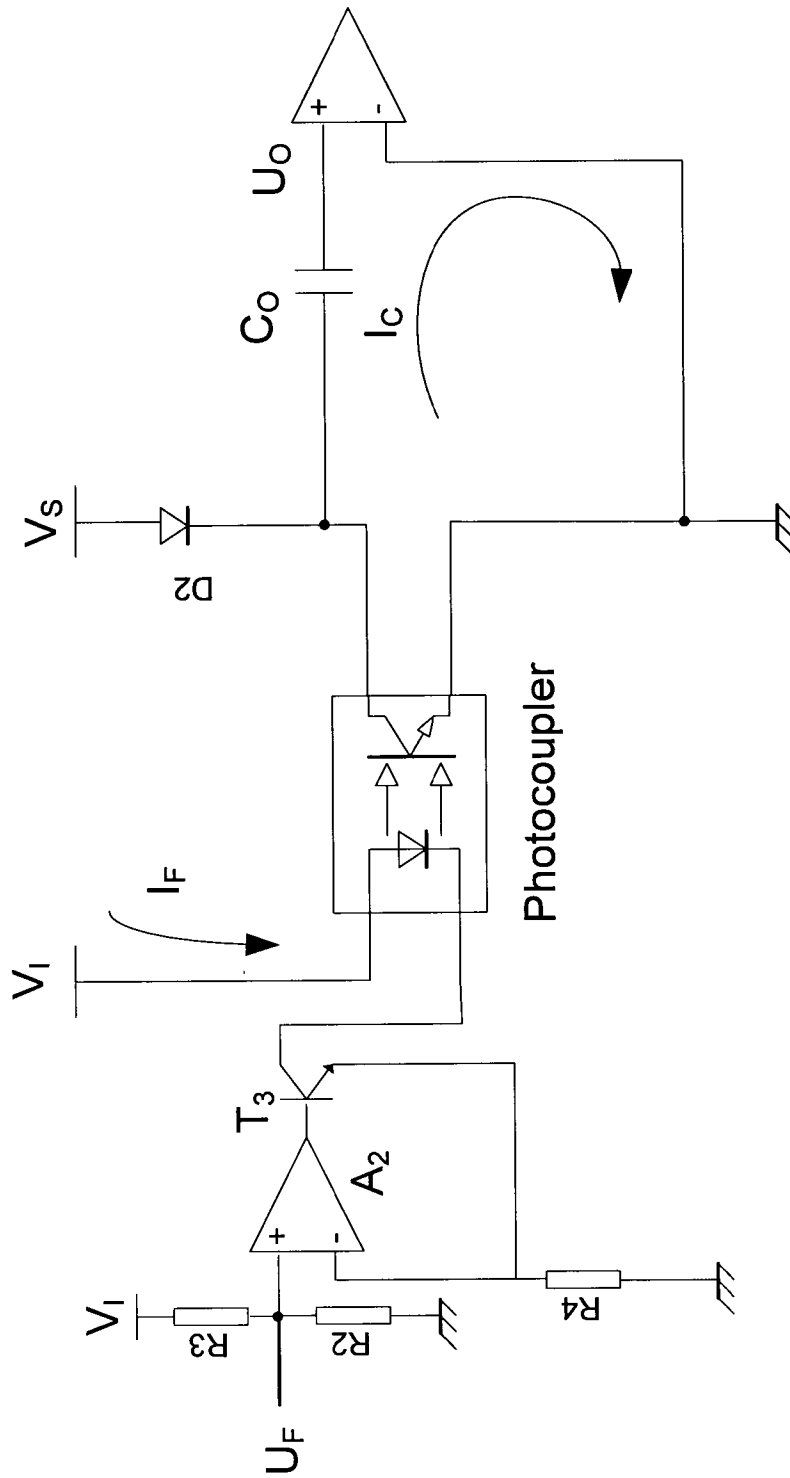 U_F
V_I
R3
R2
+
-
A_2
T_3
R4
V_I
I_F
Photocoupler
V_S
D2
C_O
I_C
U_O
+
-